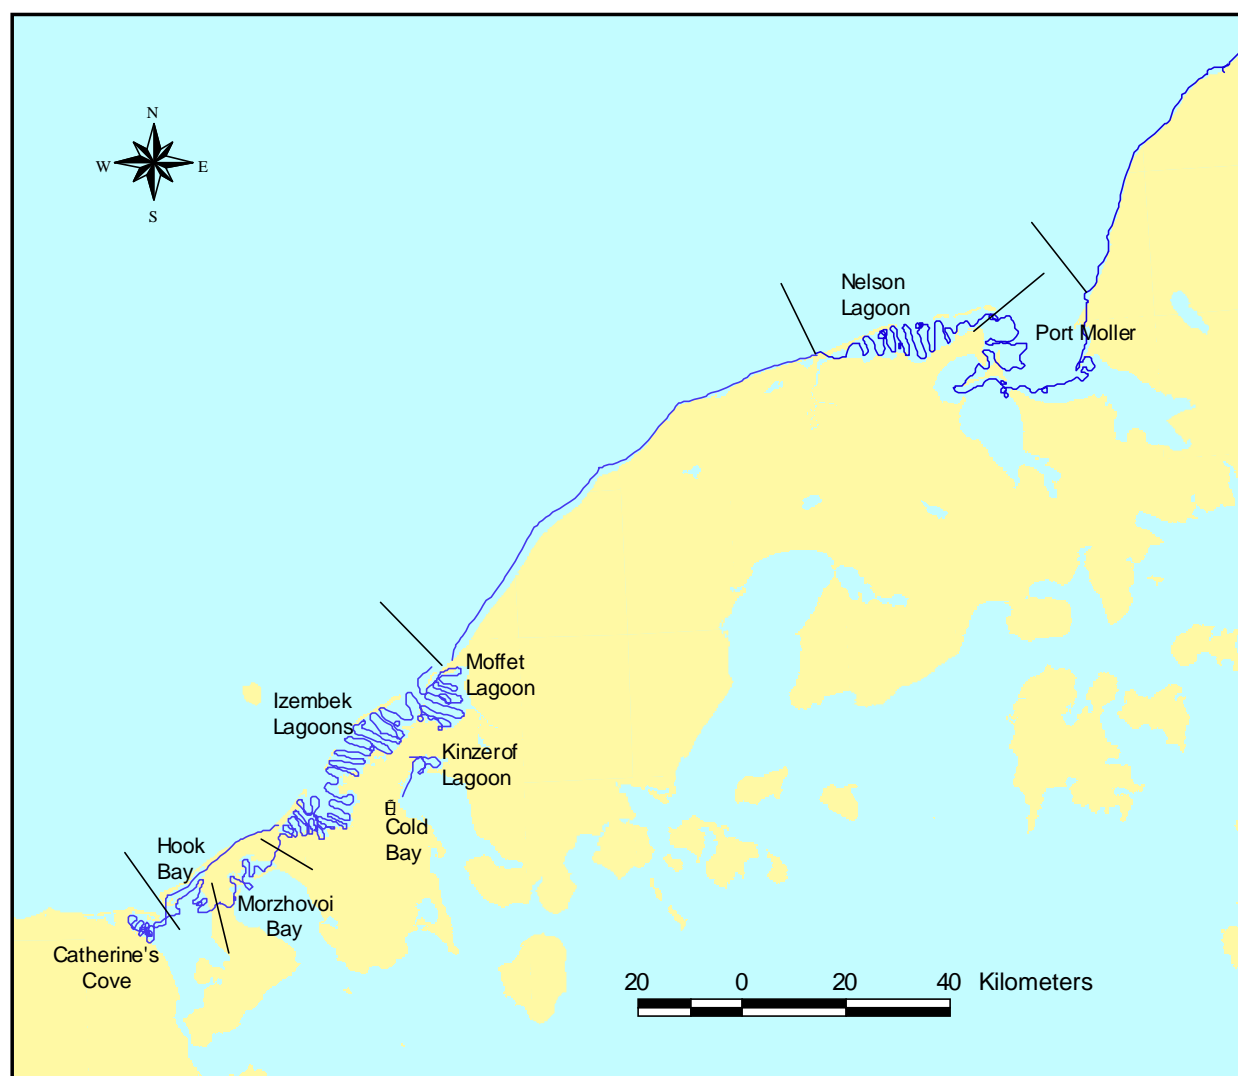 N
W
E
S
Nelson
Lagoon
Port Moller
Moffet
Lagoon
Izembek
Lagoons
Kinzerof
Lagoon
Cold
Bay
Hook
Bay
Morzhovoi
Bay
Catherine's
Cove
20 0 20 40 Kilometers